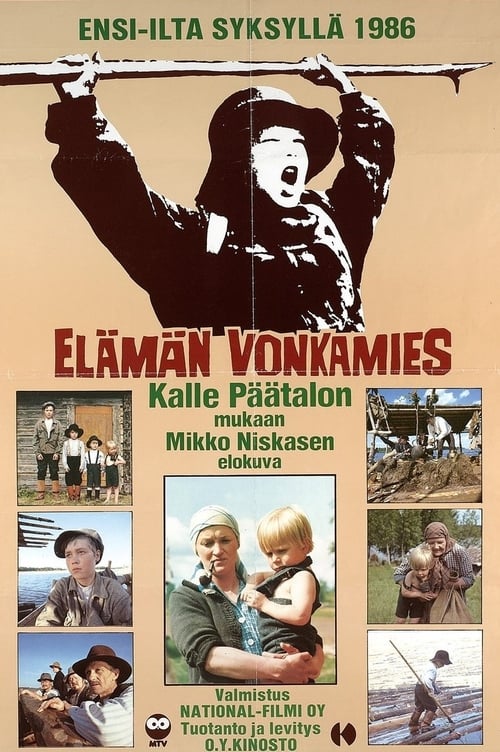 ENSI-ILTA SYKSYLLÄ 1986
ELÄMÄN VONKAMIES
Kalle Päätalon
mukaan
Mikko Niskasen
elokuva
Valmistus
NATIONAL-FILMI OY
Tuotanto ja levitys
O.Y. KINOSTO
MTV
K